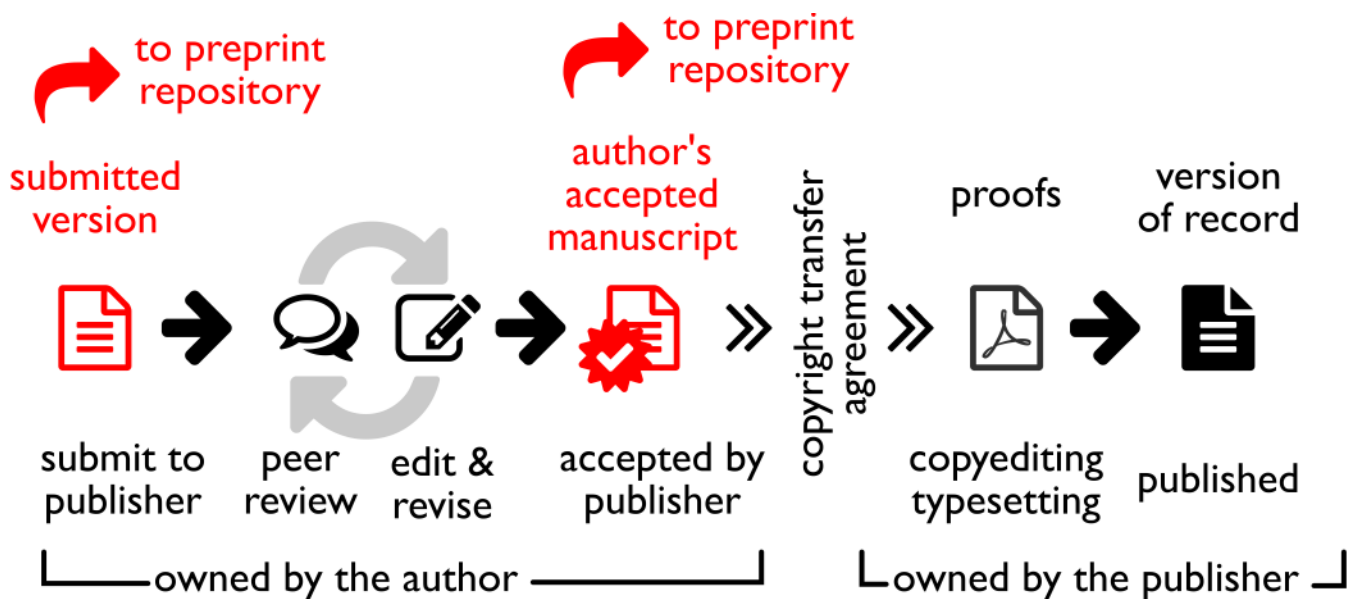 to preprint
repository
to preprint
repository
submitted
version
author's
accepted
manuscript
copyright transfer
agreement
proofs
version
of record
submit to
publisher
peer
review
edit &
revise
accepted by
publisher
copyediting
typesetting
published
owned by the author
owned by the publisher